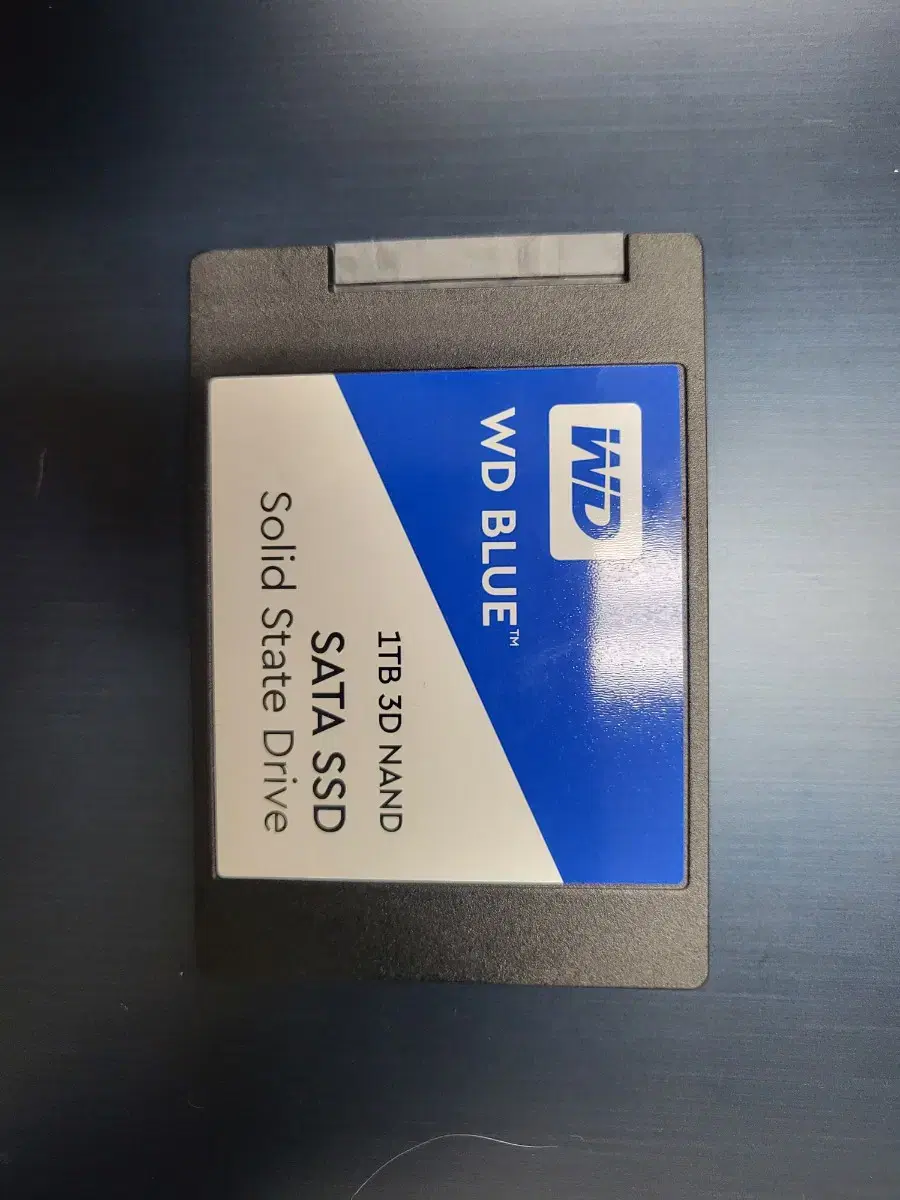 WD
WD BLUE™
1TB 3D NAND
SATA SSD
Solid State Drive